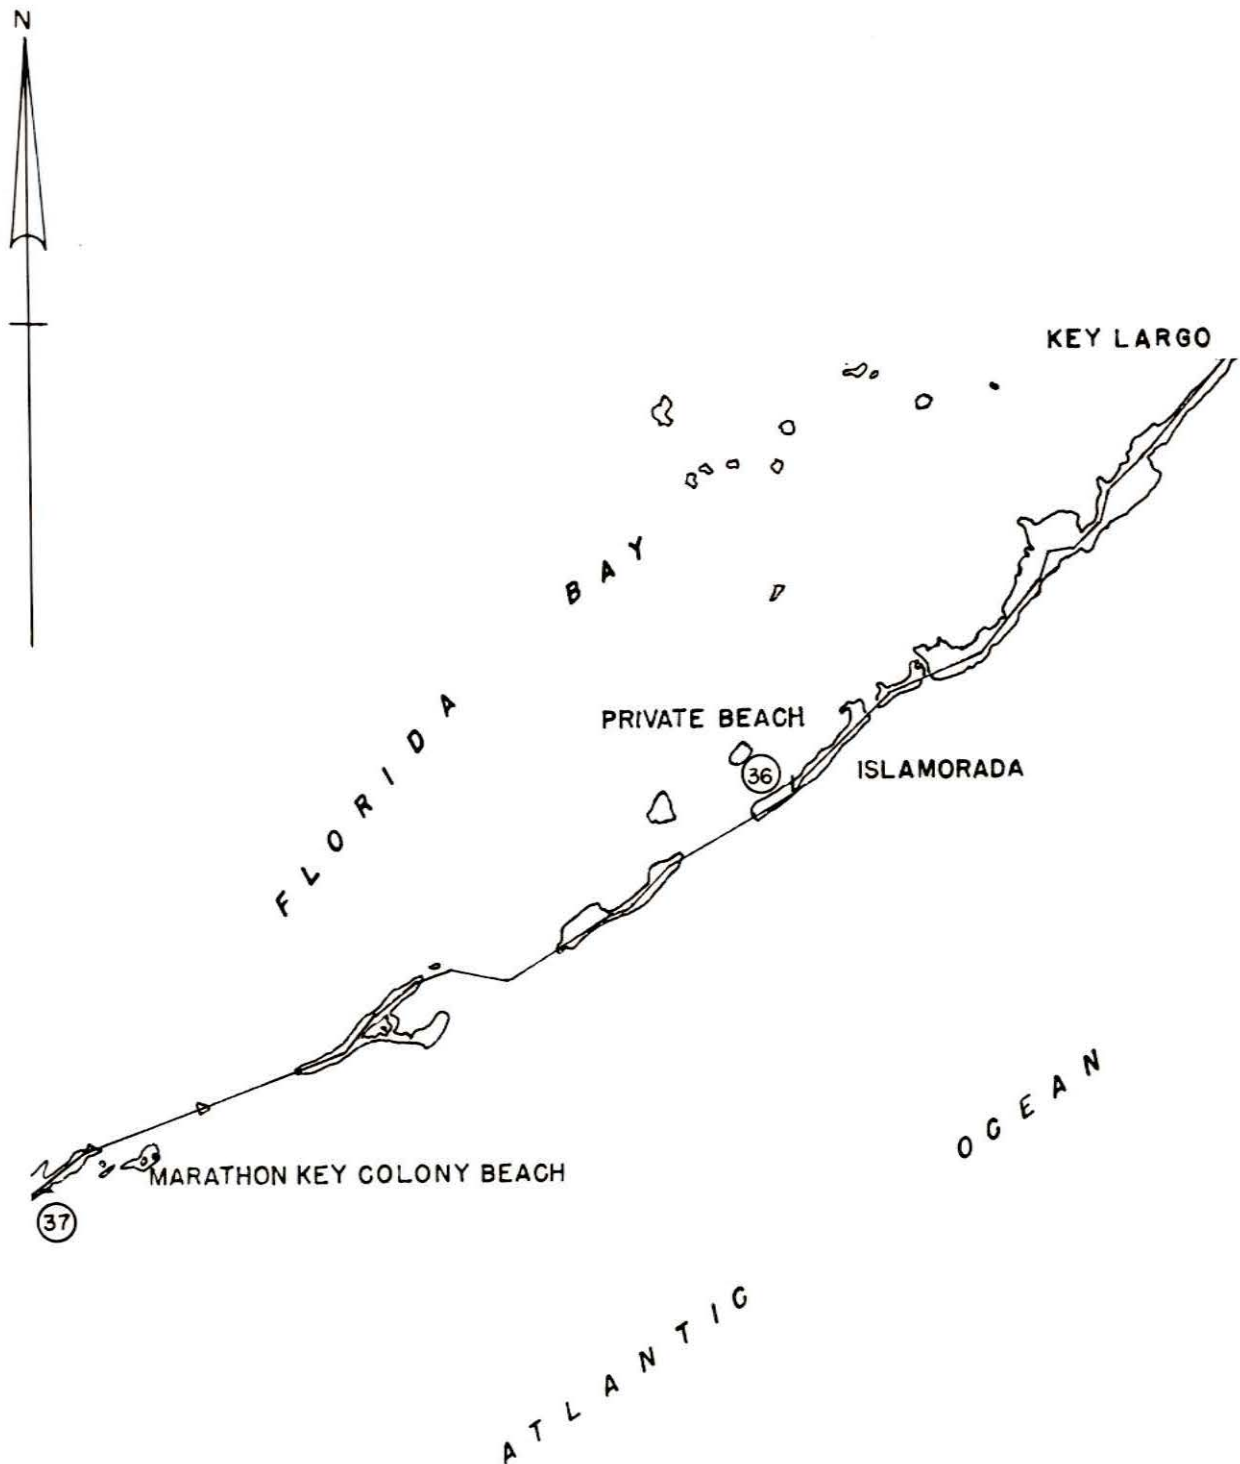 N
KEY LARGO
FLORIDA BAY
PRIVATE BEACH
36
ISLAMORADA
MARATHON KEY COLONY BEACH
37
ATLANTIC OCEAN